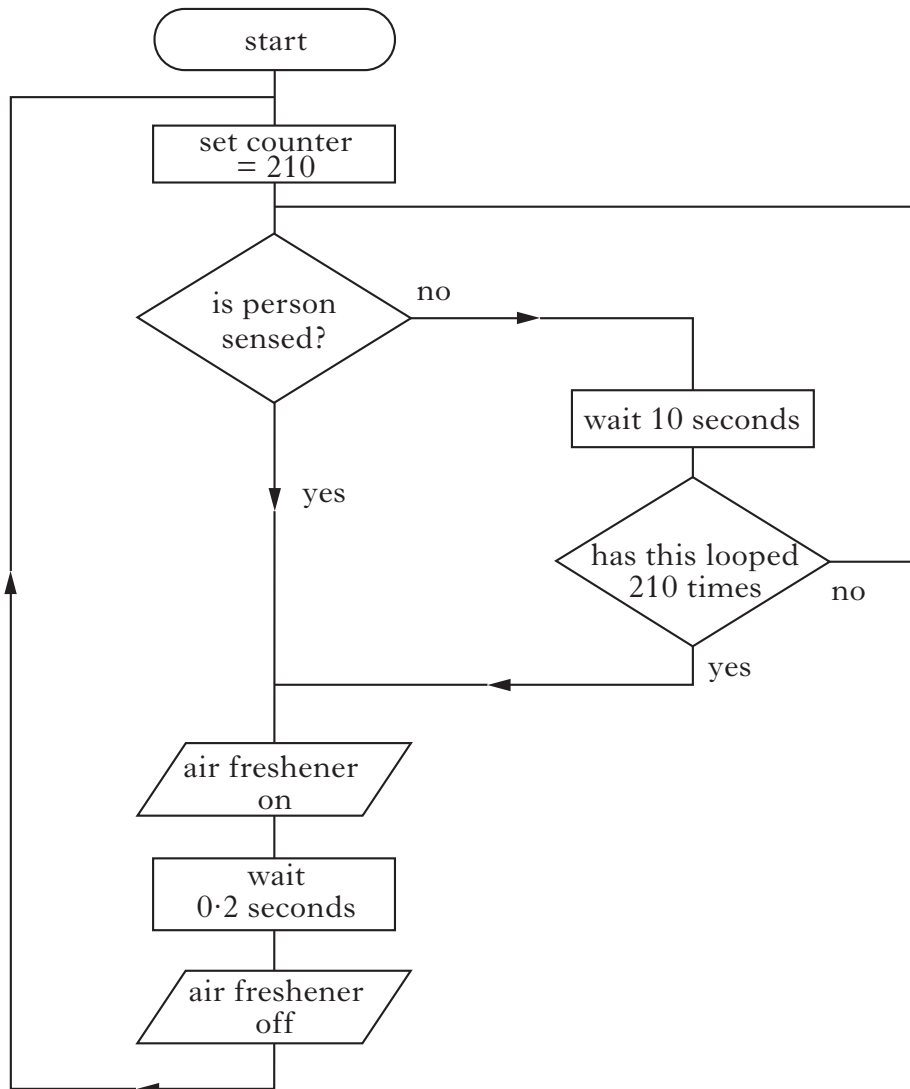 start
set counter
= 210
is person
sensed?
no
wait 10 seconds
yes
has this looped
210 times
no
yes
air freshener
on
wait
0·2 seconds
air freshener
off